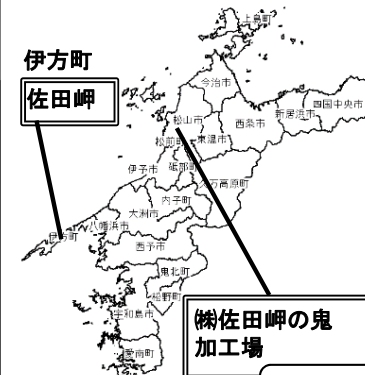 上島町
伊方町
佐田岬
今治市
松山市
西条市
新居浜市
四国中央市
松前町
東温市
伊予市
砥部町
久万高原町
内子町
大洲市
八幡浜市
伊方町
西予市
鬼北町
松野町
宇和島市
愛南町
㈱佐田岬の鬼
加工場